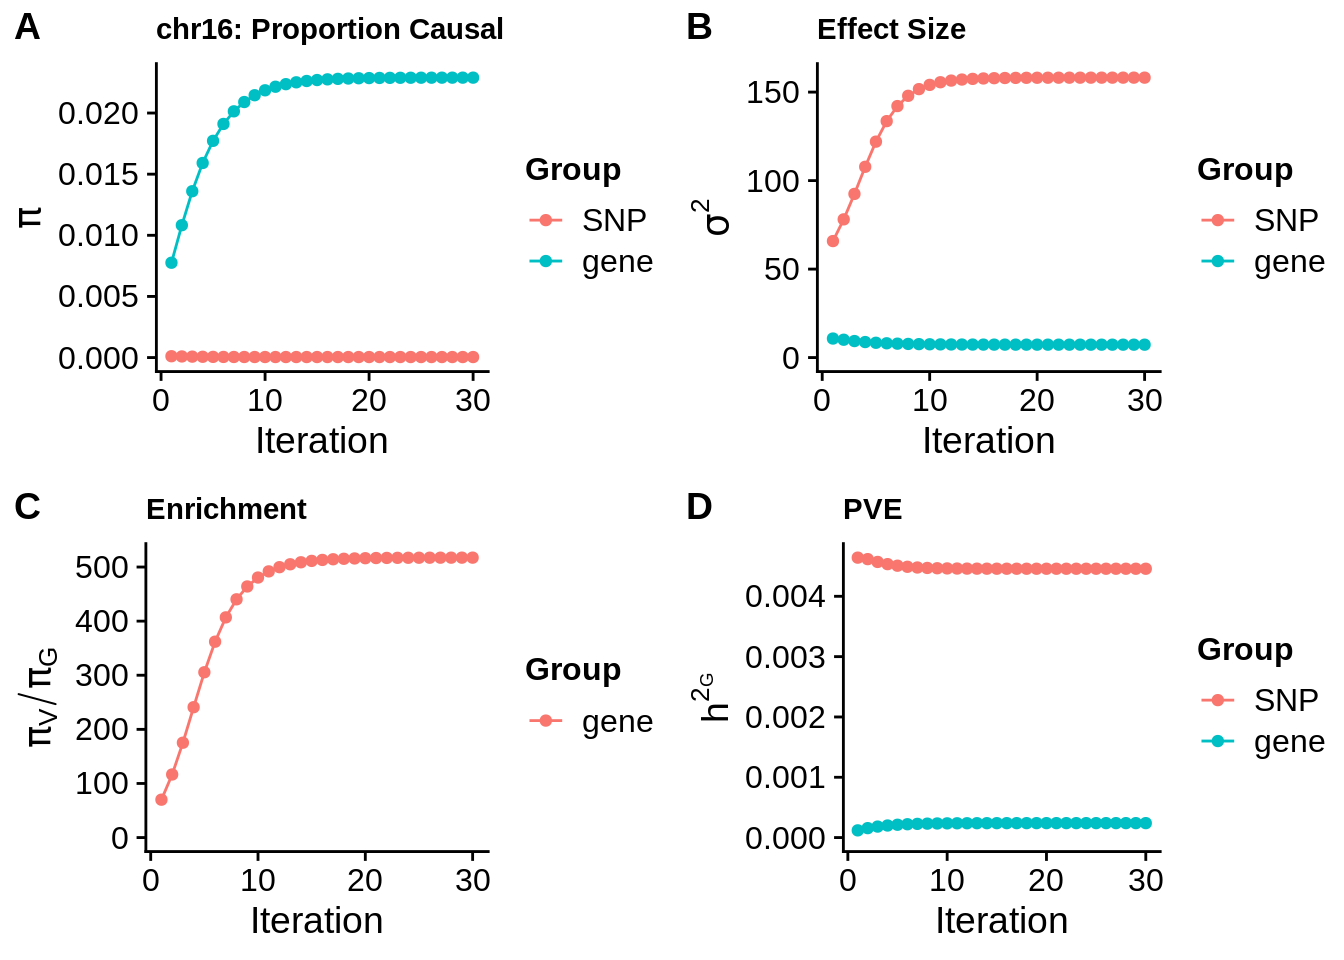 A
chr16: Proportion Causal
π
0.020
0.015
0.010
0.005
0.000
0 10 20 30
Iteration
Group
SNP
gene
B
Effect Size
σ²
150
100
50
0
0 10 20 30
Iteration
Group
SNP
gene
C
Enrichment
πV/πG
500
400
300
200
100
0
0 10 20 30
Iteration
Group
gene
D
PVE
h2G
0.004
0.003
0.002
0.001
0.000
0 10 20 30
Iteration
Group
SNP
gene